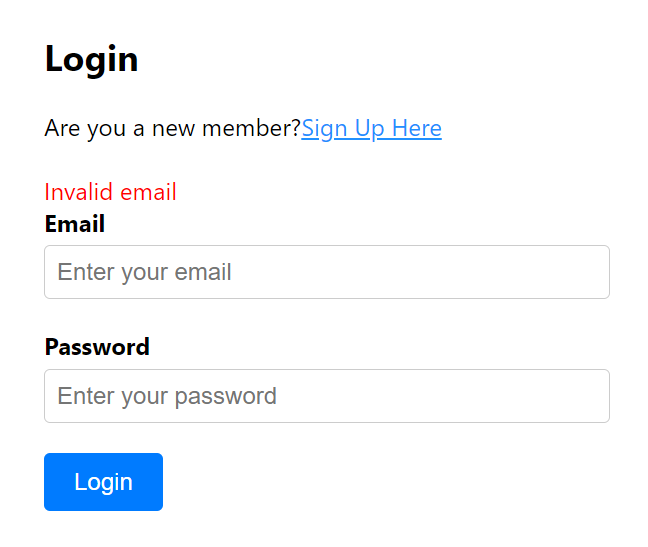 Login
Are you a new member?Sign Up Here
Invalid email
Email
Enter your email
Password
Enter your password
Login